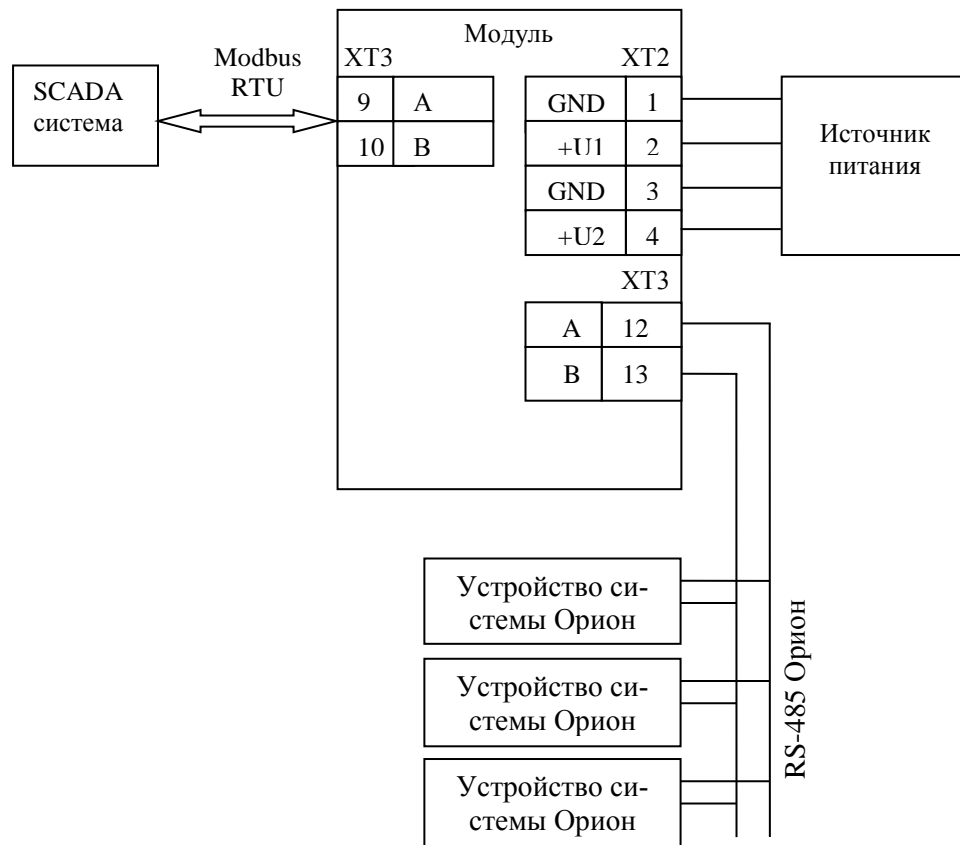 Модуль
XT3
XT2
Modbus
RTU
SCADA
система
9 A
10 B
GND 1
+U1 2
GND 3
+U2 4
Источник
питания
XT3
A 12
B 13
Устройство си-
стемы Орион
Устройство си-
стемы Орион
Устройство си-
стемы Орион
RS-485 Орион